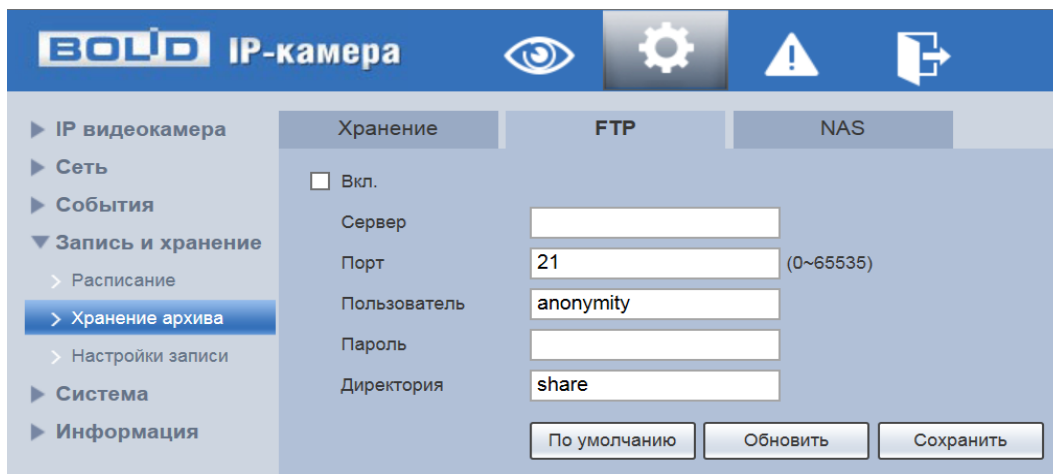 BOLID IP-камера
IP видеокамера
Сеть
События
Запись и хранение
Расписание
Хранение архива
Настройки записи
Система
Информация
Хранение FTP NAS
Вкл.
Сервер
Порт 21 (0~65535)
Пользователь anonymity
Пароль
Директория share
По умолчанию Обновить Сохранить